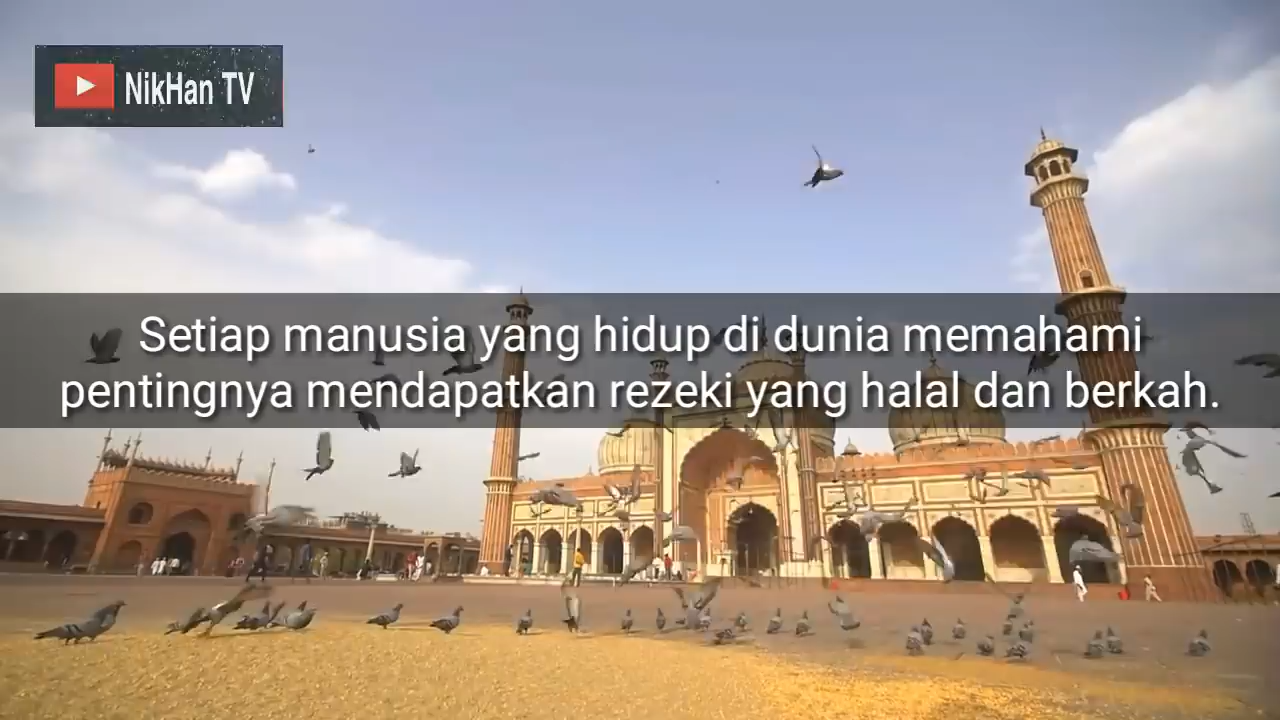 NikHan TV
Setiap manusia yang hidup di dunia memahami
pentingnya mendapatkan rezeki yang halal dan berkah.